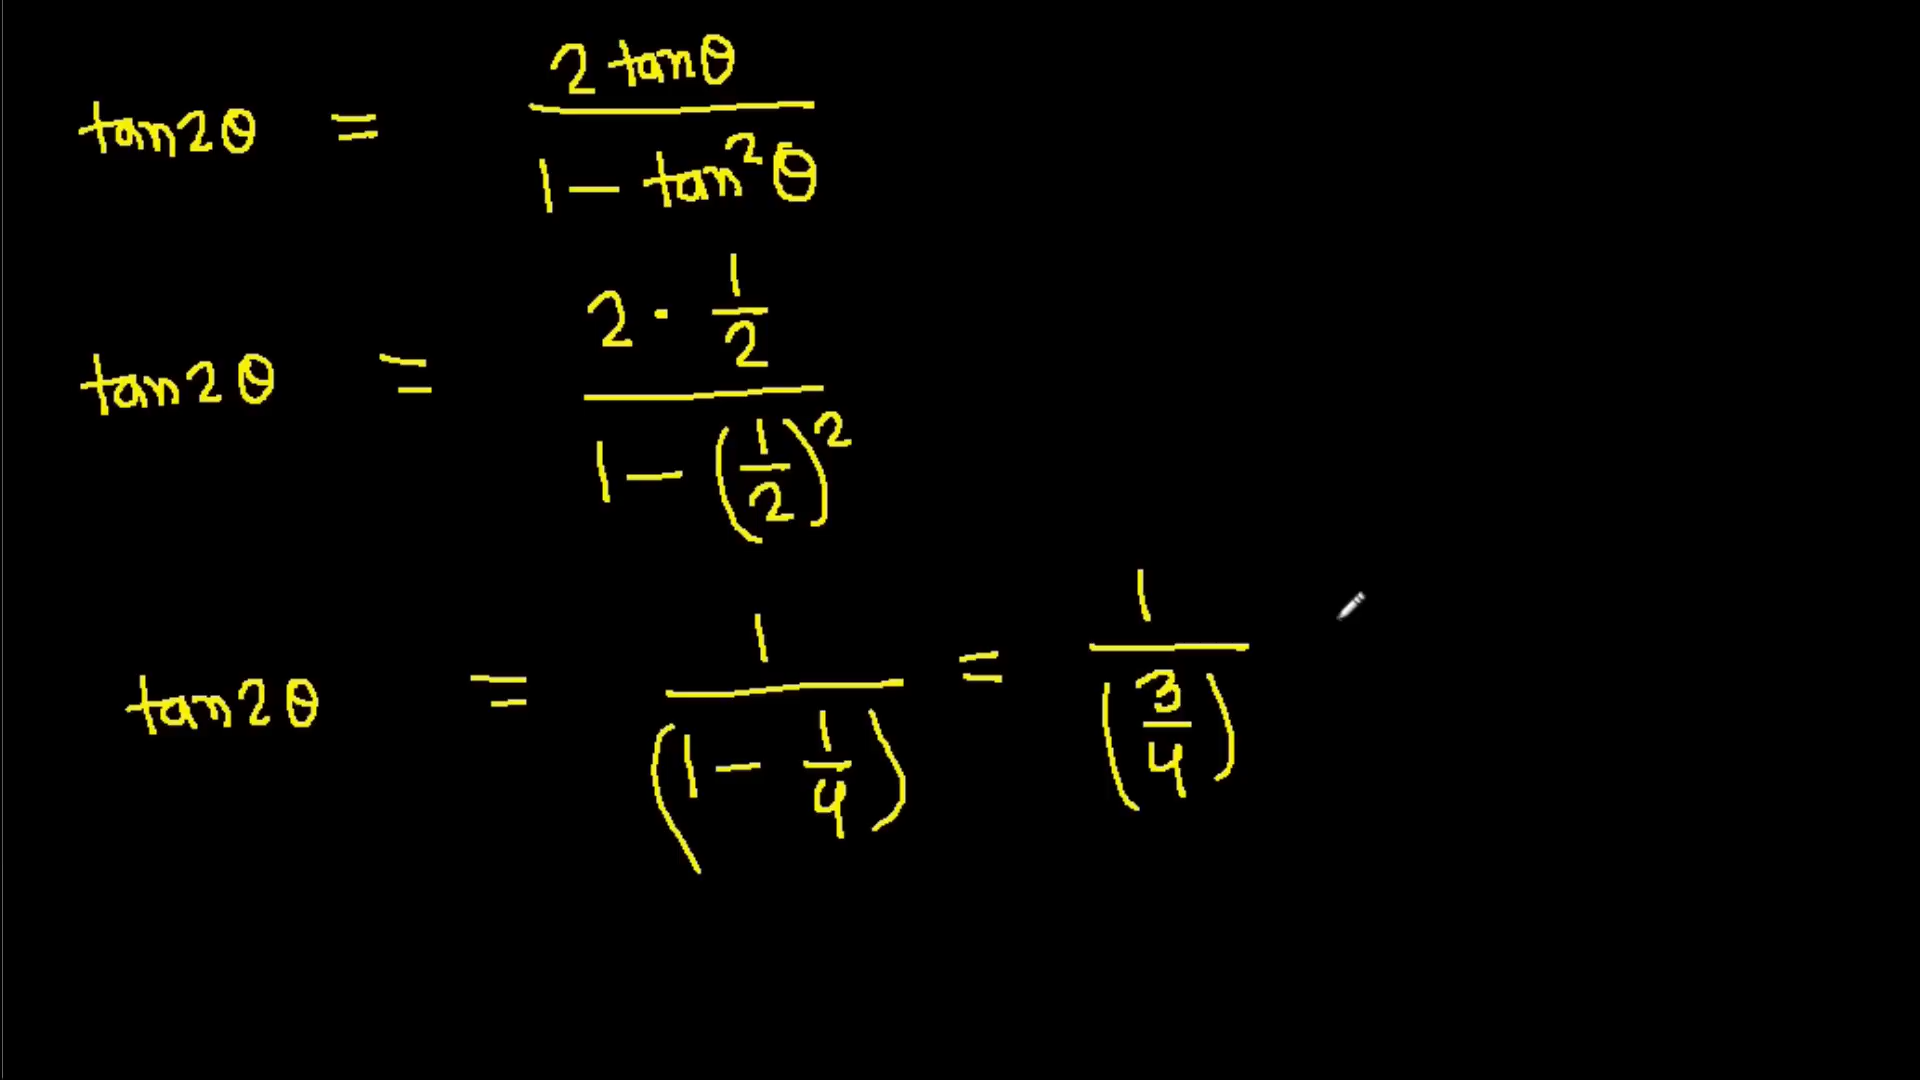 tan2θ = 2 tanθ / 1 − tan²θ
tan2θ = 2 · 1/2 / 1 − (1/2)²
tan2θ = 1 / (1 − 1/4) = 1 / (3/4)